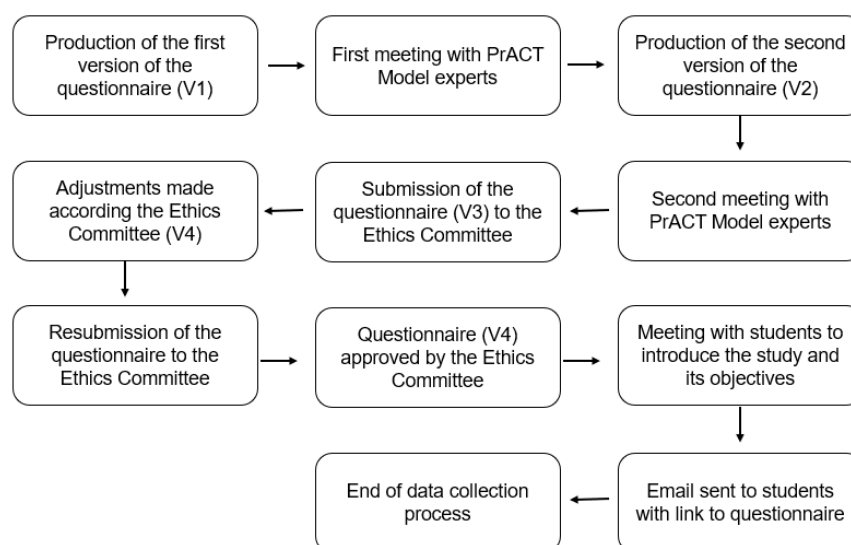 Production of the first
version of the
questionnaire (V1)
First meeting with PrACT
Model experts
Production of the second
version of the
questionnaire (V2)
Second meeting with
PrACT Model experts
Submission of the
questionnaire (V3) to the
Ethics Committee
Adjustments made
according the Ethics
Committee (V4)
Resubmission of the
questionnaire to the
Ethics Committee
Questionnaire (V4)
approved by the Ethics
Committee
Meeting with students to
introduce the study and
its objectives
Email sent to students
with link to questionnaire
End of data collection
process